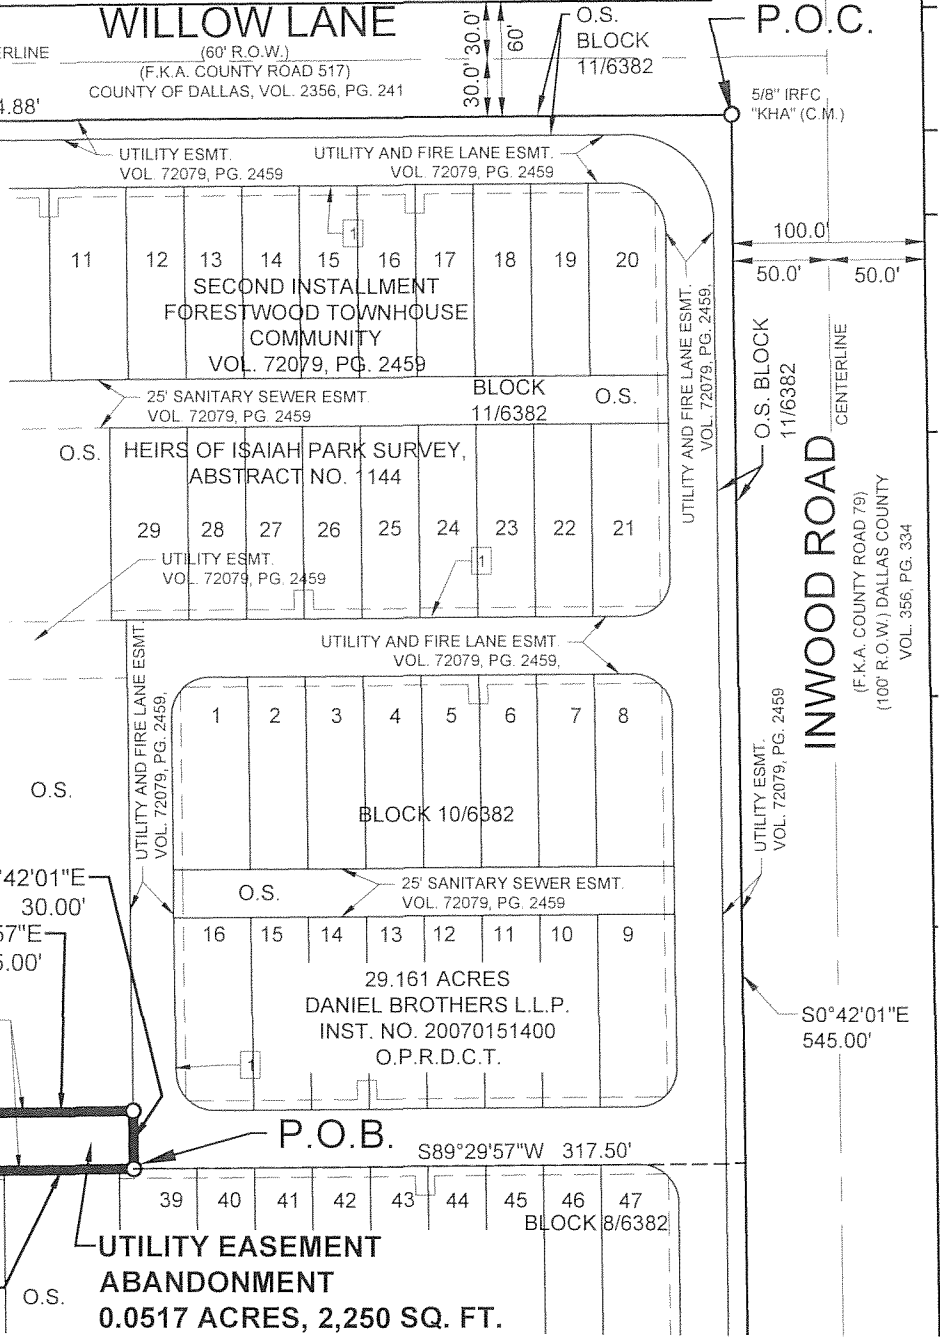 WILLOW LANE
(60' R.O.W.)
(F.K.A. COUNTY ROAD 517)
COUNTY OF DALLAS, VOL. 2356, PG. 241
30.0' 30.0'
60'
O.S.
BLOCK
11/6382
P.O.C.
5/8" IRFC
"KHA" (C.M.)
ERLINE
4.88'
UTILITY ESMT.
VOL. 72079, PG. 2459
UTILITY AND FIRE LANE ESMT.
VOL. 72079, PG. 2459
1
11 12 13 14 15 16 17 18 19 20
SECOND INSTALLMENT
FORESTWOOD TOWNHOUSE
COMMUNITY
VOL. 72079, PG. 2459
100.0'
50.0' 50.0'
UTILITY AND FIRE LANE ESMT.
VOL. 72079, PG. 2459,
O.S. BLOCK
11/6382
CENTERLINE
25' SANITARY SEWER ESMT.
VOL. 72079, PG. 2459
BLOCK
11/6382
O.S.
O.S.
HEIRS OF ISAIAH PARK SURVEY,
ABSTRACT NO. 1144
29 28 27 26 25 24 23 22 21
UTILITY ESMT.
VOL. 72079, PG. 2459
1
INWOOD ROAD
(F.K.A. COUNTY ROAD 79)
(100' R.O.W.) DALLAS COUNTY
VOL. 356, PG. 334
UTILITY AND FIRE LANE ESMT.
VOL. 72079, PG. 2459,
UTILITY AND FIRE LANE ESMT.
VOL. 72079, PG. 2459,
1 2 3 4 5 6 7 8
O.S.
BLOCK 10/6382
UTILITY ESMT.
VOL. 72079, PG. 2459
'42'01"E
30.00'
57"E
5.00'
O.S.
25' SANITARY SEWER ESMT.
VOL. 72079, PG. 2459
16 15 14 13 12 11 10 9
29.161 ACRES
DANIEL BROTHERS L.L.P.
INST. NO. 20070151400
O.P.R.D.C.T.
S0°42'01"E
545.00'
1
P.O.B.
S89°29'57"W 317.50'
39 40 41 42 43 44 45 46 47
BLOCK 8/6382
UTILITY EASEMENT
ABANDONMENT
0.0517 ACRES, 2,250 SQ. FT.
O.S.